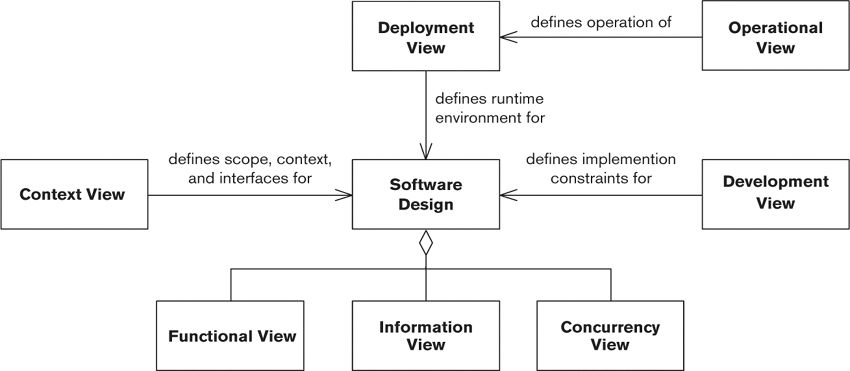 Deployment
View
defines operation of
Operational
View
defines runtime
environment for
Context View
defines scope, context,
and interfaces for
Software
Design
defines implemention
constraints for
Development
View
Functional View
Information
View
Concurrency
View